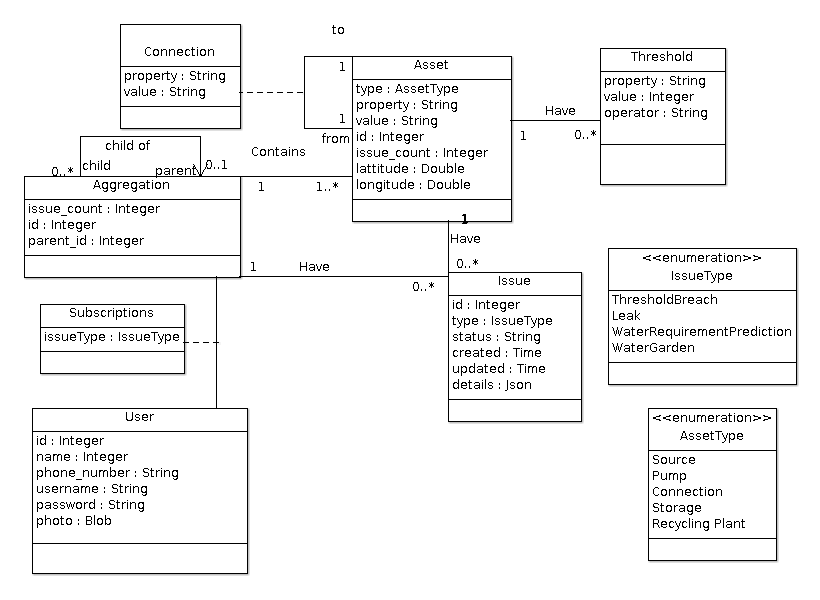 to
Connection
property : String
value : String
1
1
from
Asset
type : AssetType
property : String
value : String
id : Integer
issue_count : Integer
lattitude : Double
longitude : Double
Have
1
0..*
Threshold
property : String
value : Integer
operator : String
child of
child
parent
0..*
0..1
Contains
1
1..*
Aggregation
issue_count : Integer
id : Integer
parent_id : Integer
1
Have
0..*
1
Have
0..*
Issue
id : Integer
type : IssueType
status : String
created : Time
updated : Time
details : Json
<<enumeration>>
IssueType
ThresholdBreach
Leak
WaterRequirementPrediction
WaterGarden
Subscriptions
issueType : IssueType
User
id : Integer
name : Integer
phone_number : String
username : String
password : String
photo : Blob
<<enumeration>>
AssetType
Source
Pump
Connection
Storage
Recycling Plant